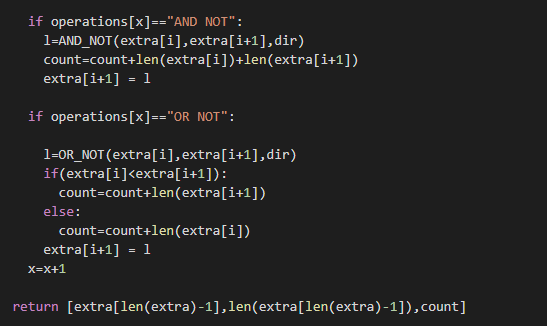 if operations[x]=="AND NOT":
l=AND_NOT(extra[i],extra[i+1],dir)
count=count+len(extra[i])+len(extra[i+1])
extra[i+1] = l
if operations[x]=="OR NOT":
l=OR_NOT(extra[i],extra[i+1],dir)
if(extra[i]<extra[i+1]):
count=count+len(extra[i+1])
else:
count=count+len(extra[i])
extra[i+1] = l
x=x+1
return [extra[len(extra)-1],len(extra[len(extra)-1]),count]